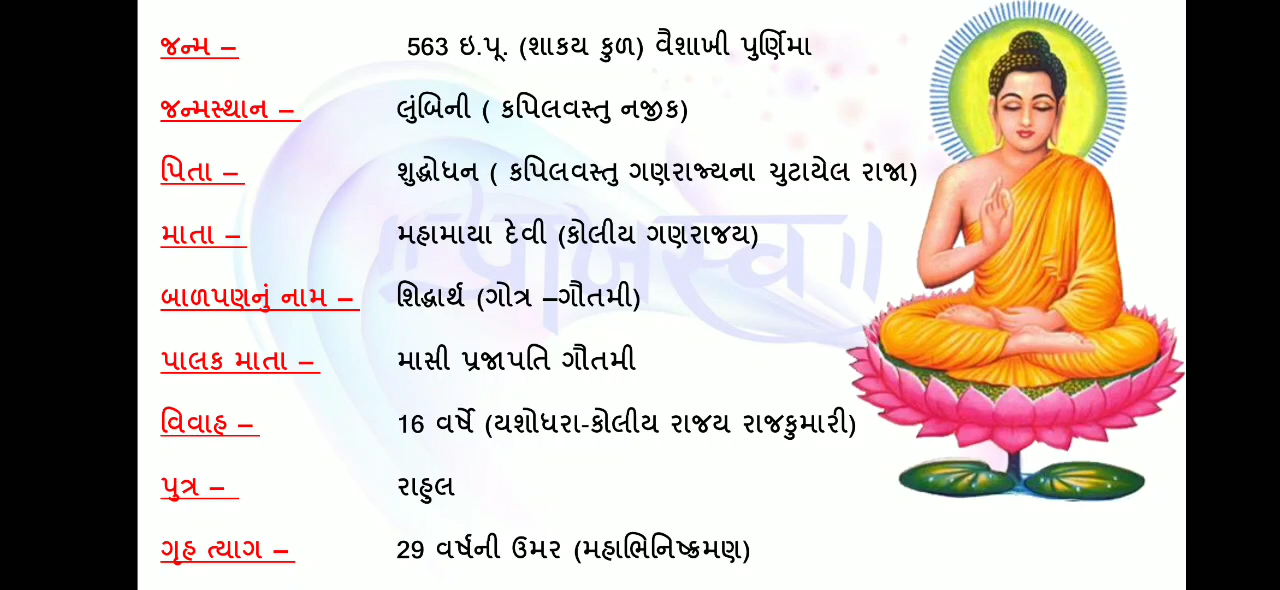 જન્મ – 563 ઇ.પૂ. (શાકય કુળ) વૈશાખી પુર્ણિમા
જન્મસ્થાન – લુંબિની ( કપિલવસ્તુ નજીક)
પિતા – શુદ્ધોધન ( કપિલવસ્તુ ગણરાજ્યના ચુટાયેલ રાજા)
માતા – મહામાયા દેવી (કોલીય ગણરાજય)
બાળપણનું નામ – શિદ્ધાર્થ (ગોત્ર –ગૌતમી)
પાલક માતા – માસી પ્રજાપતિ ગૌતમી
વિવાહ – 16 વર્ષે (યશોધરા-કોલીય રાજય રાજકુમારી)
પુત્ર – રાહુલ
ગૃહ ત્યાગ – 29 વર્ષની ઉમર (મહાભિનિષ્ક્રમણ)